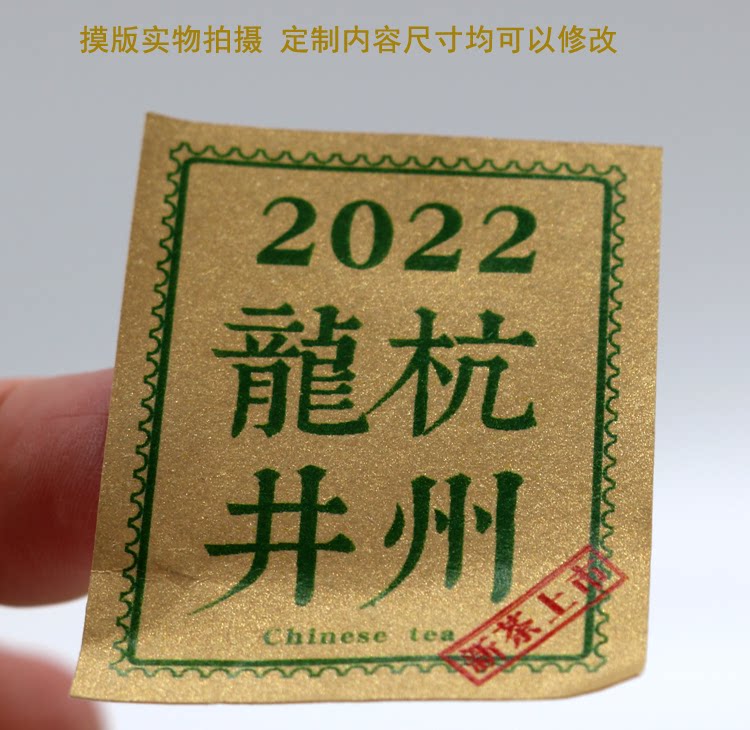 摸版实物拍摄 定制内容尺寸均可以修改
2022
杭州
龍井
Chinese tea
新茶上市